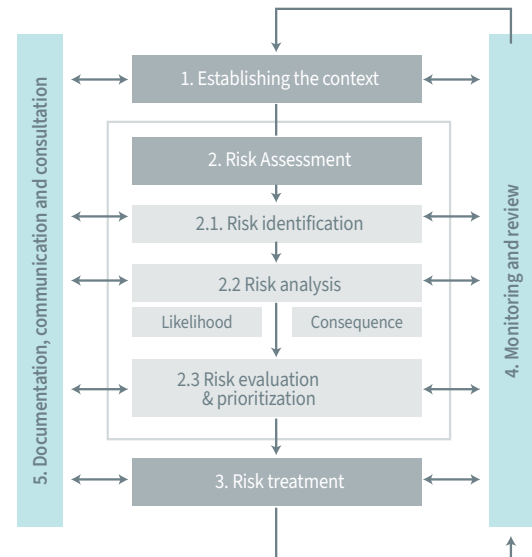 1. Establishing the context
2. Risk Assessment
2.1. Risk identification
2.2 Risk analysis
Likelihood
Consequence
2.3 Risk evaluation
& prioritization
3. Risk treatment
4. Monitoring and review
5. Documentation, communication and consultation